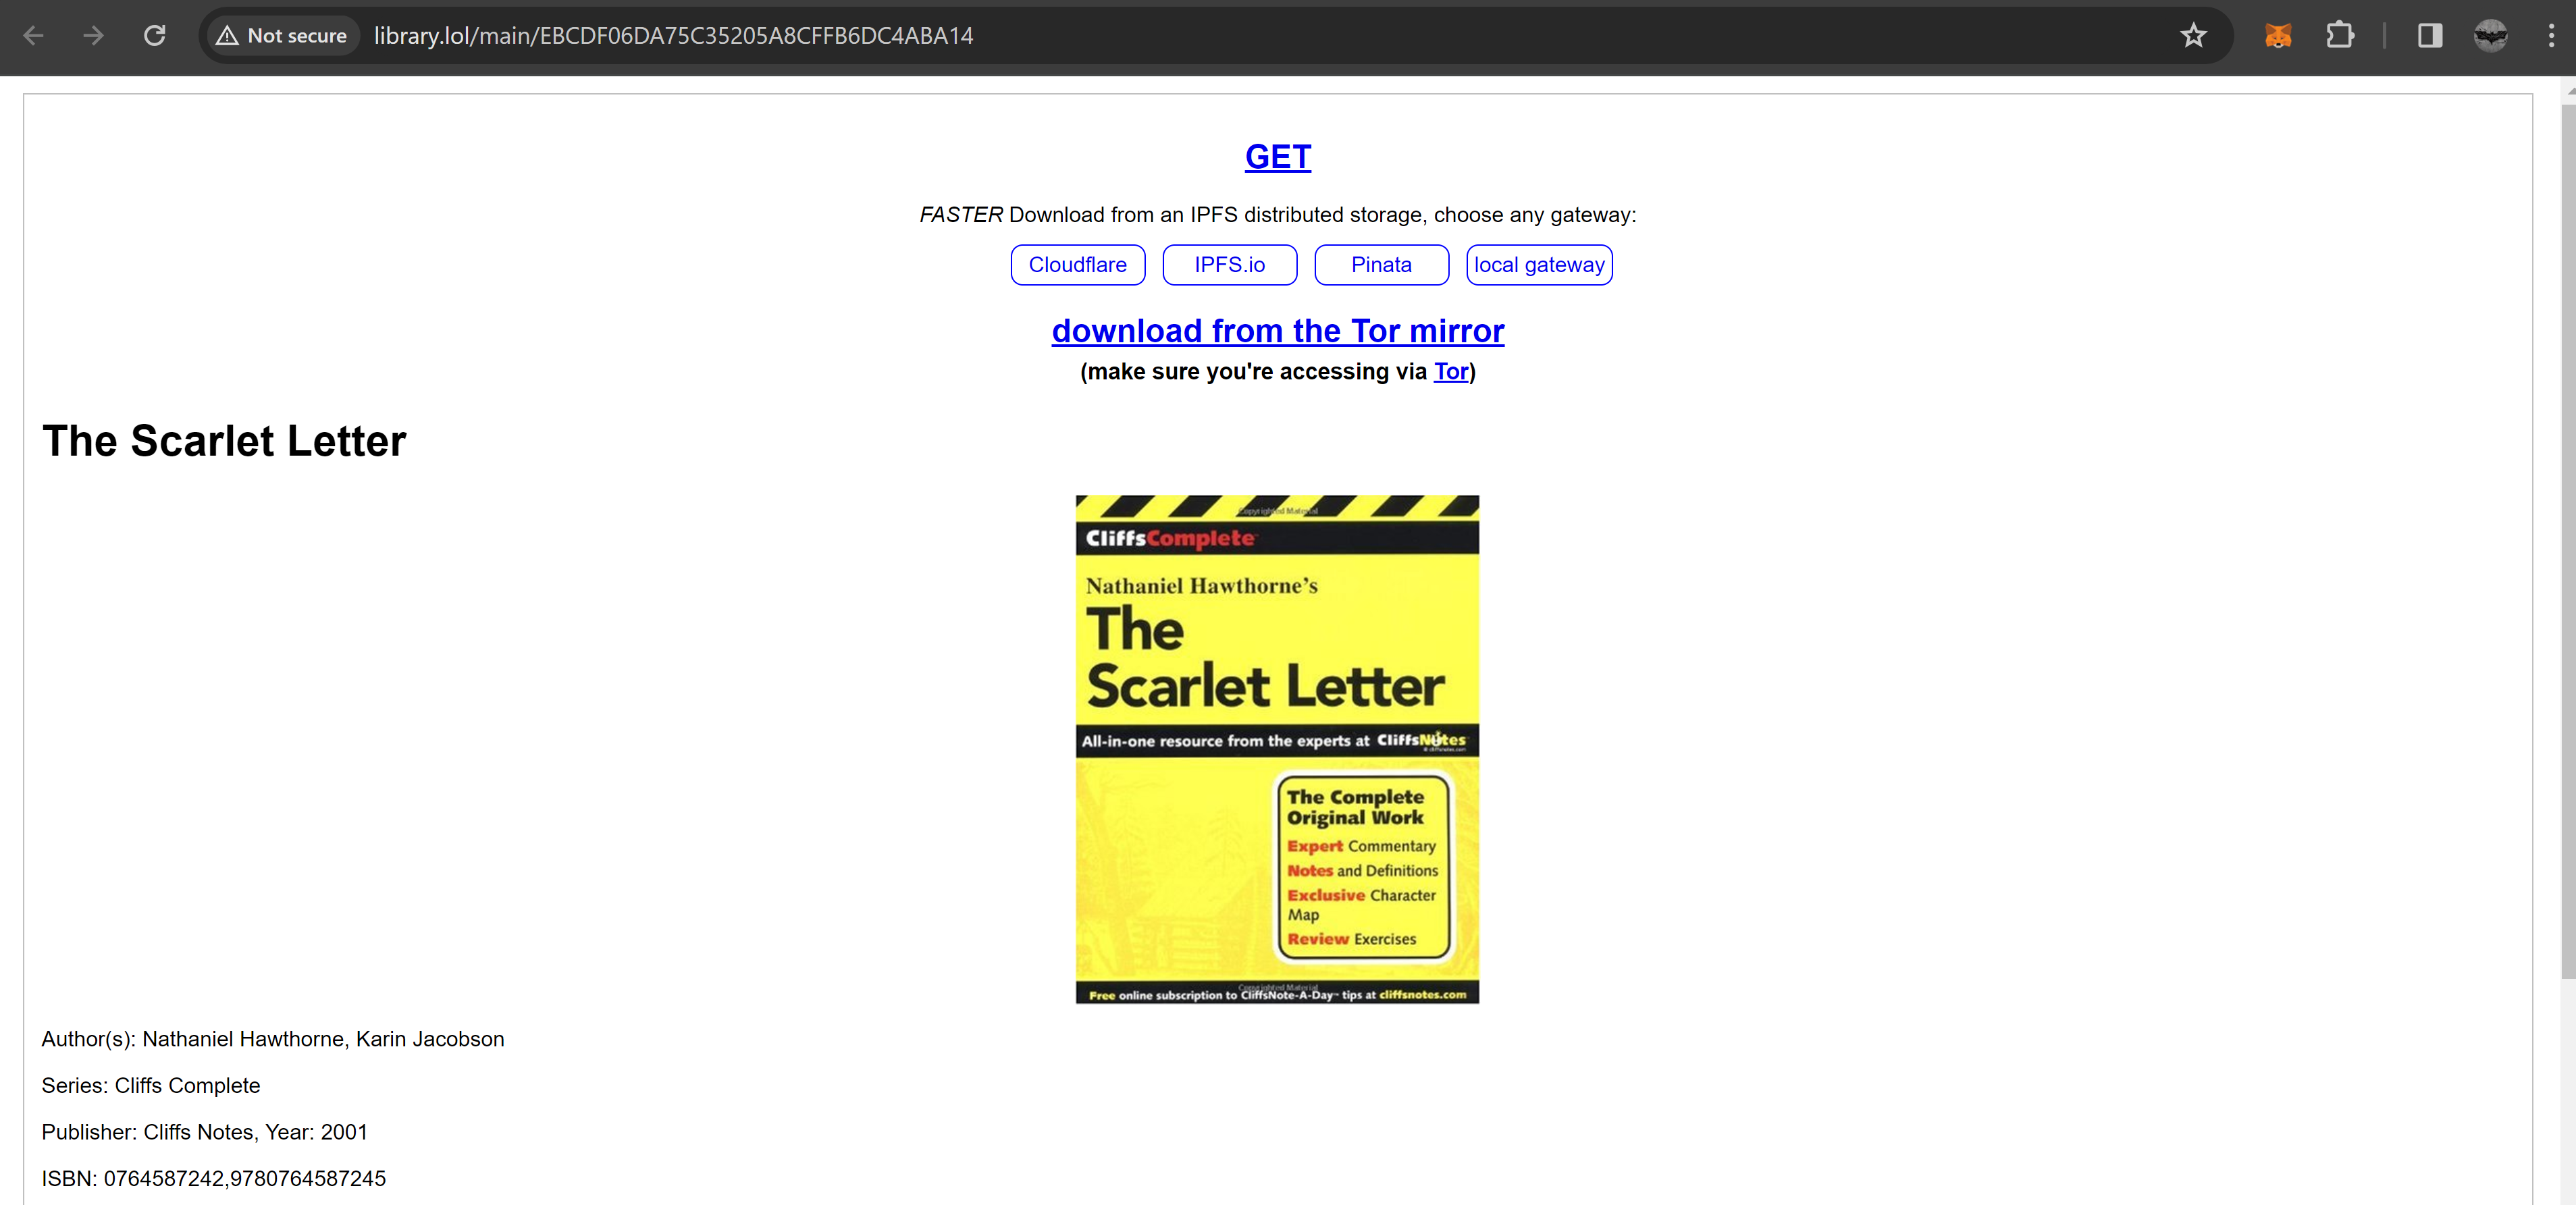 Not secure library.lol/main/EBCDF06DA75C35205A8CFFB6DC4ABA14
GET
FASTER Download from an IPFS distributed storage, choose any gateway:
Cloudflare IPFS.io Pinata local gateway
download from the Tor mirror
(make sure you're accessing via Tor)
The Scarlet Letter
Copyrighted Material
CliffsComplete
Nathaniel Hawthorne's
The
Scarlet Letter
All-in-one resource from the experts at CliffsNotes
The Complete
Original Work
Expert Commentary
Notes and Definitions
Exclusive Character
Map
Review Exercises
Copyrighted Material
Free online subscription to CliffsNote-A-Day™ tips at cliffsnotes.com
Author(s): Nathaniel Hawthorne, Karin Jacobson
Series: Cliffs Complete
Publisher: Cliffs Notes, Year: 2001
ISBN: 0764587242,9780764587245